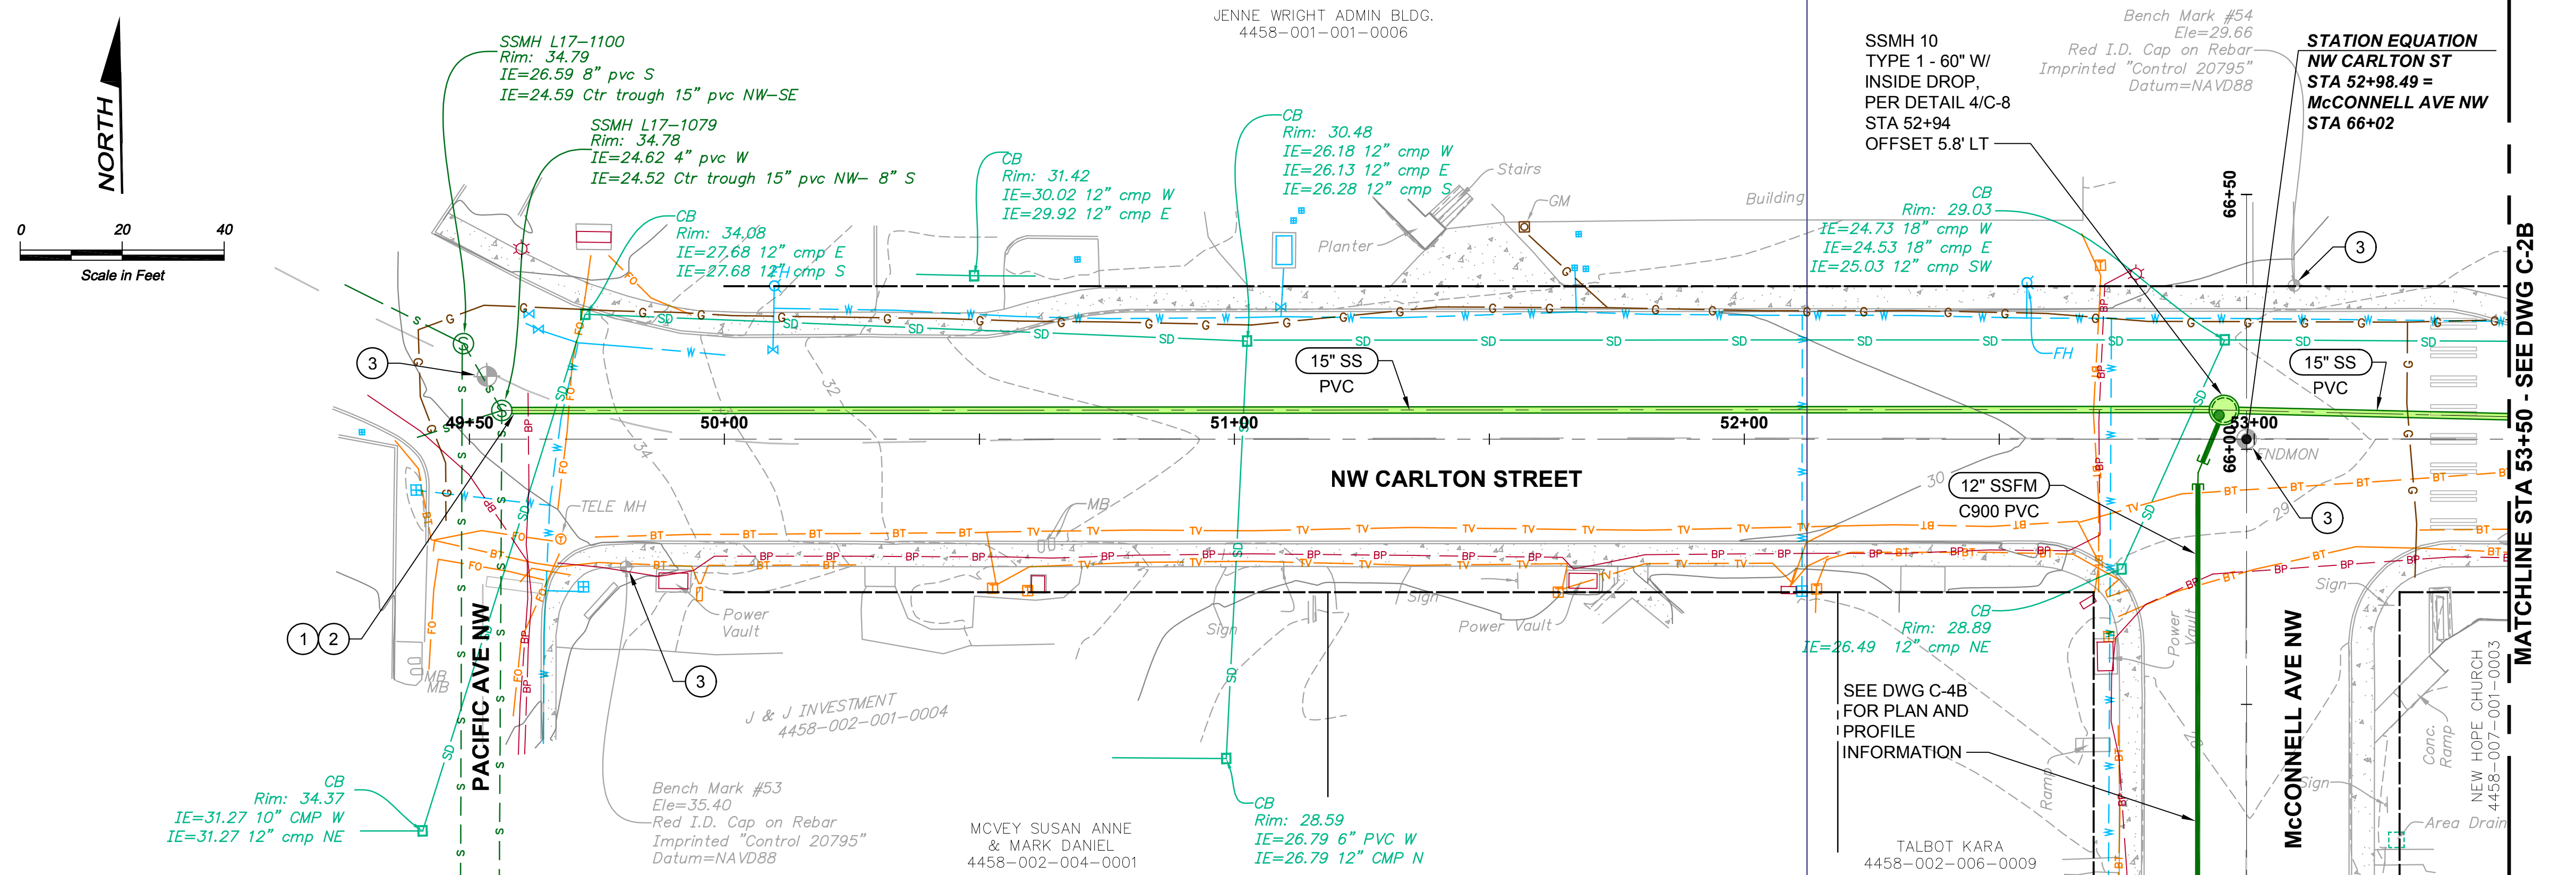 JENNE WRIGHT ADMIN BLDG.
4458-001-001-0006
NORTH
0 20 40
Scale in Feet
SSMH L17-1100
Rim: 34.79
IE=26.59 8" pvc S
IE=24.59 Ctr trough 15" pvc NW-SE
SSMH L17-1079
Rim: 34.78
IE=24.62 4" pvc W
IE=24.52 Ctr trough 15" pvc NW- 8" S
CB
Rim: 34.08
IE=27.68 12" cmp E
IE=27.68 12" cmp S
CB
Rim: 31.42
IE=30.02 12" cmp W
IE=29.92 12" cmp E
CB
Rim: 30.48
IE=26.18 12" cmp W
IE=26.13 12" cmp E
IE=26.28 12" cmp S
Stairs
GM
Planter
Building
SSMH 10
TYPE 1 - 60" W/
INSIDE DROP,
PER DETAIL 4/C-8
STA 52+94
OFFSET 5.8' LT
Bench Mark #54
Ele=29.66
Red I.D. Cap on Rebar
Imprinted "Control 20795"
Datum=NAVD88
STATION EQUATION
NW CARLTON ST
STA 52+98.49 =
McCONNELL AVE NW
STA 66+02
CB
Rim: 29.03
IE=24.73 18" cmp W
IE=24.53 18" cmp E
IE=25.03 12" cmp SW
66+50
3
FH
FH
3
15" SS
PVC
15" SS
PVC
49+50
50+00
51+00
52+00
53+00
66+00
ENDMON
NW CARLTON STREET
12" SSFM
C900 PVC
3
32
34
30
29
TELE MH
MB
1
2
3
Power
Vault
Sign
Sign
Power Vault
CB
Rim: 28.89
IE=26.49 12" cmp NE
Sign
Power
Vault
MB
MB
PACIFIC AVE NW
J & J INVESTMENT
4458-002-001-0004
SEE DWG C-4B
FOR PLAN AND
PROFILE
INFORMATION
McCONNELL AVE NW
MATCHLINE STA 53+50 - SEE DWG C-2B
NEW HOPE CHURCH
4458-007-001-0003
Conc.
Ramp
Ramp
Sign
Area Drain
CB
Rim: 34.37
IE=31.27 10" CMP W
IE=31.27 12" cmp NE
Bench Mark #53
Ele=35.40
Red I.D. Cap on Rebar
Imprinted "Control 20795"
Datum=NAVD88
MCVEY SUSAN ANNE
& MARK DANIEL
4458-002-004-0001
CB
Rim: 28.59
IE=26.79 6" PVC W
IE=26.79 12" CMP N
TALBOT KARA
4458-002-006-0009